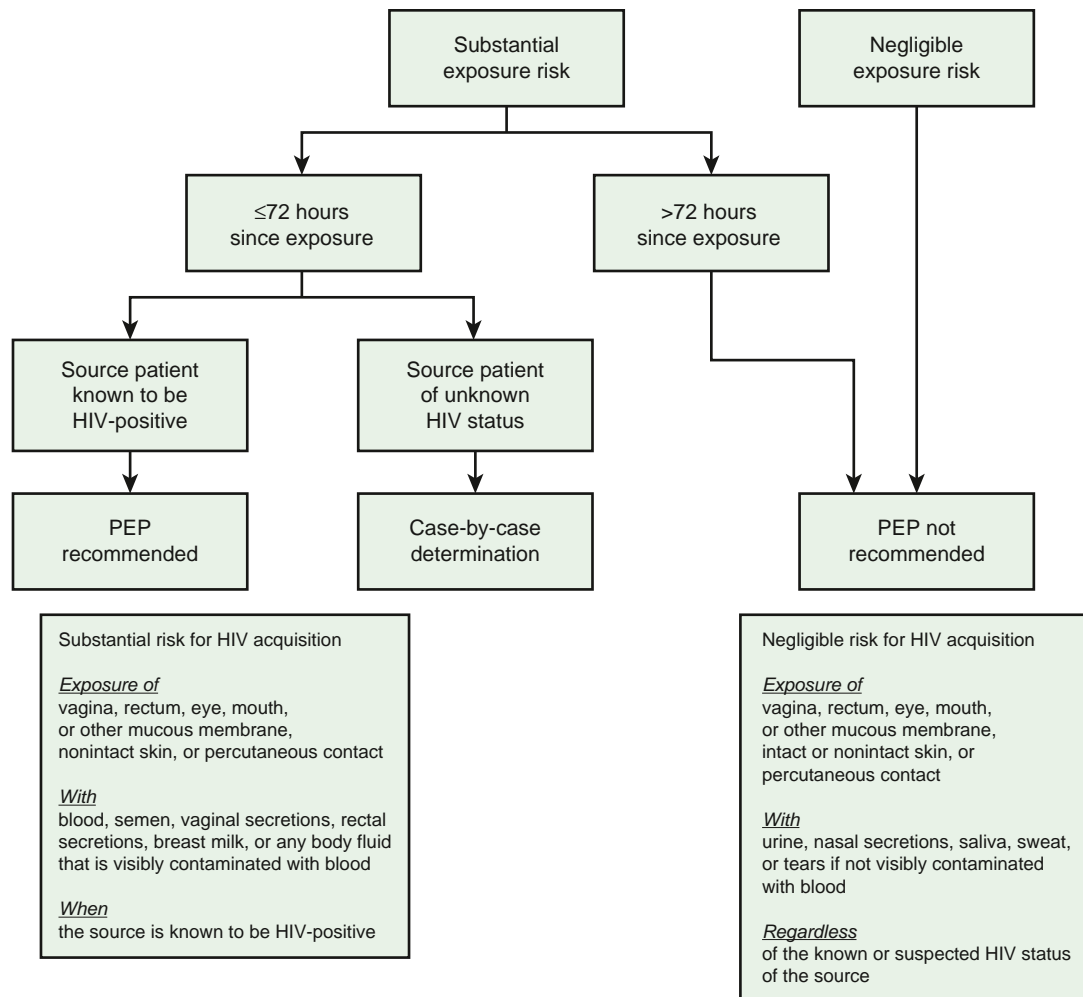 Substantial
exposure risk
Negligible
exposure risk
≤72 hours
since exposure
>72 hours
since exposure
Source patient
known to be
HIV-positive
Source patient
of unknown
HIV status
PEP
recommended
Case-by-case
determination
PEP not
recommended
Substantial risk for HIV acquisition
Exposure of
vagina, rectum, eye, mouth,
or other mucous membrane,
nonintact skin, or percutaneous contact
With
blood, semen, vaginal secretions, rectal
secretions, breast milk, or any body fluid
that is visibly contaminated with blood
When
the source is known to be HIV-positive
Negligible risk for HIV acquisition
Exposure of
vagina, rectum, eye, mouth,
or other mucous membrane,
intact or nonintact skin, or
percutaneous contact
With
urine, nasal secretions, saliva, sweat,
or tears if not visibly contaminated
with blood
Regardless
of the known or suspected HIV status
of the source